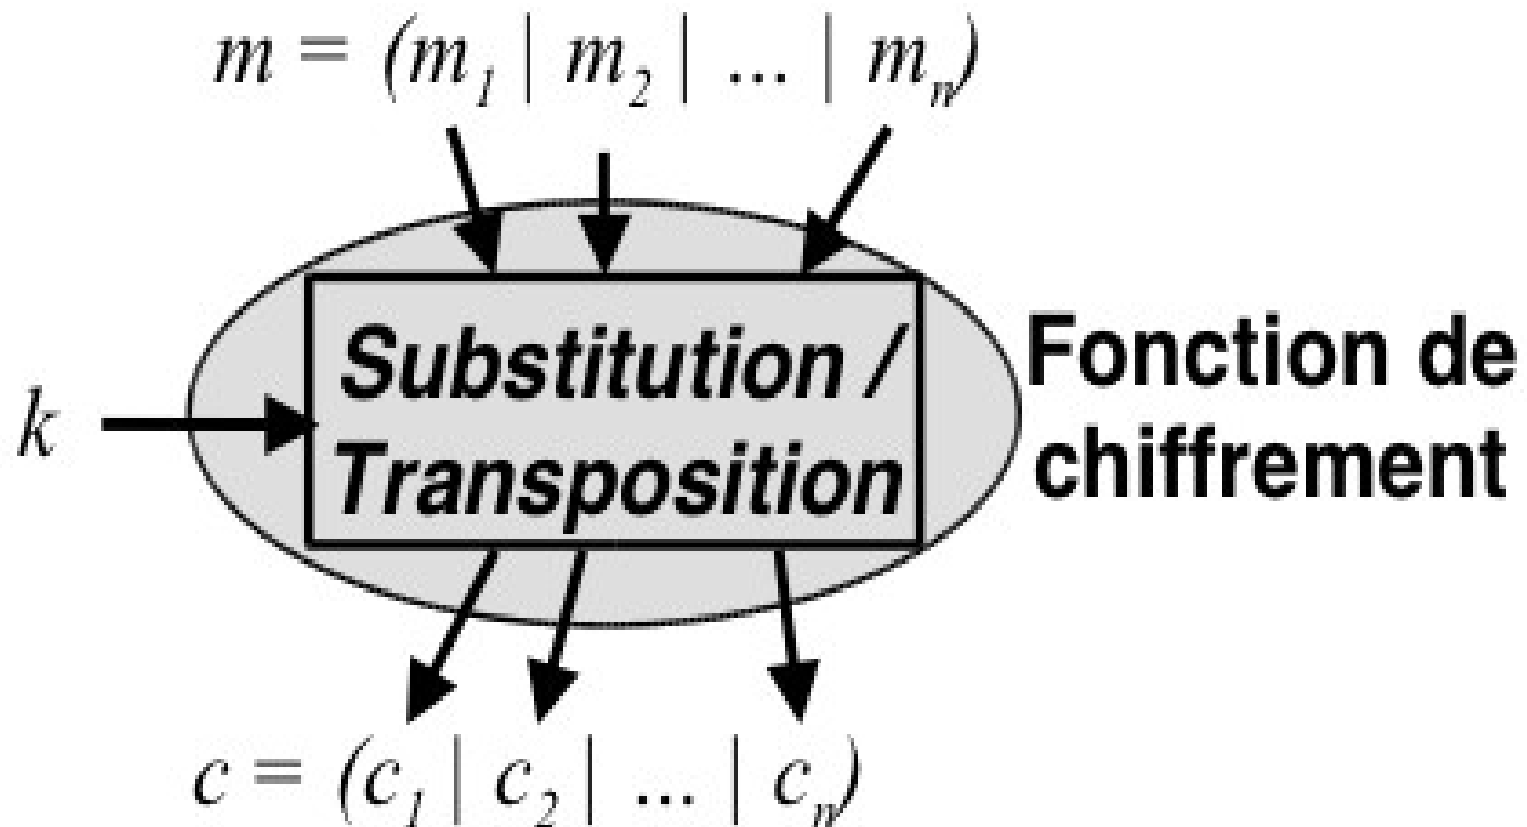 m = (m₁ | m₂ | ... | mₙ)
Substitution /
Transposition
k
Fonction de
chiffrement
c = (c₁ | c₂ | ... | cₙ)